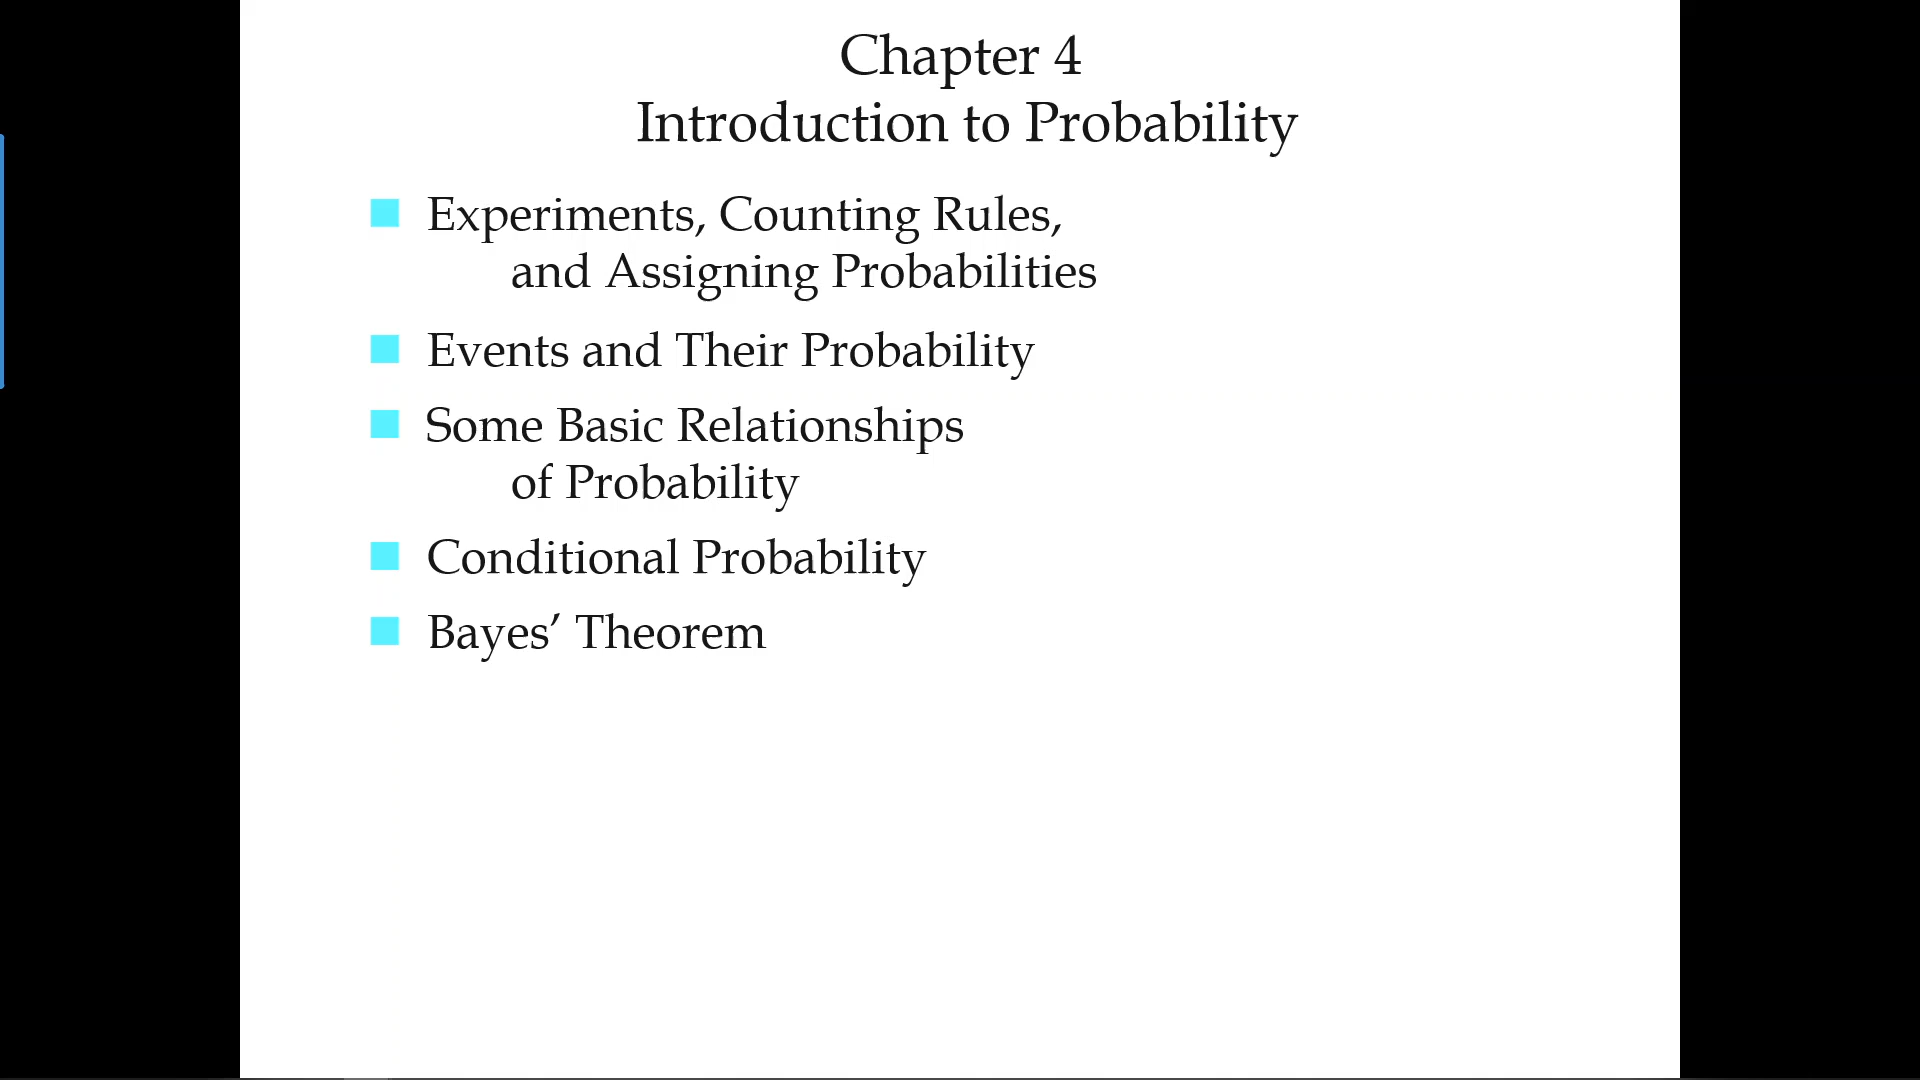 Chapter 4
Introduction to Probability
Experiments, Counting Rules,
and Assigning Probabilities
Events and Their Probability
Some Basic Relationships
of Probability
Conditional Probability
Bayes’ Theorem